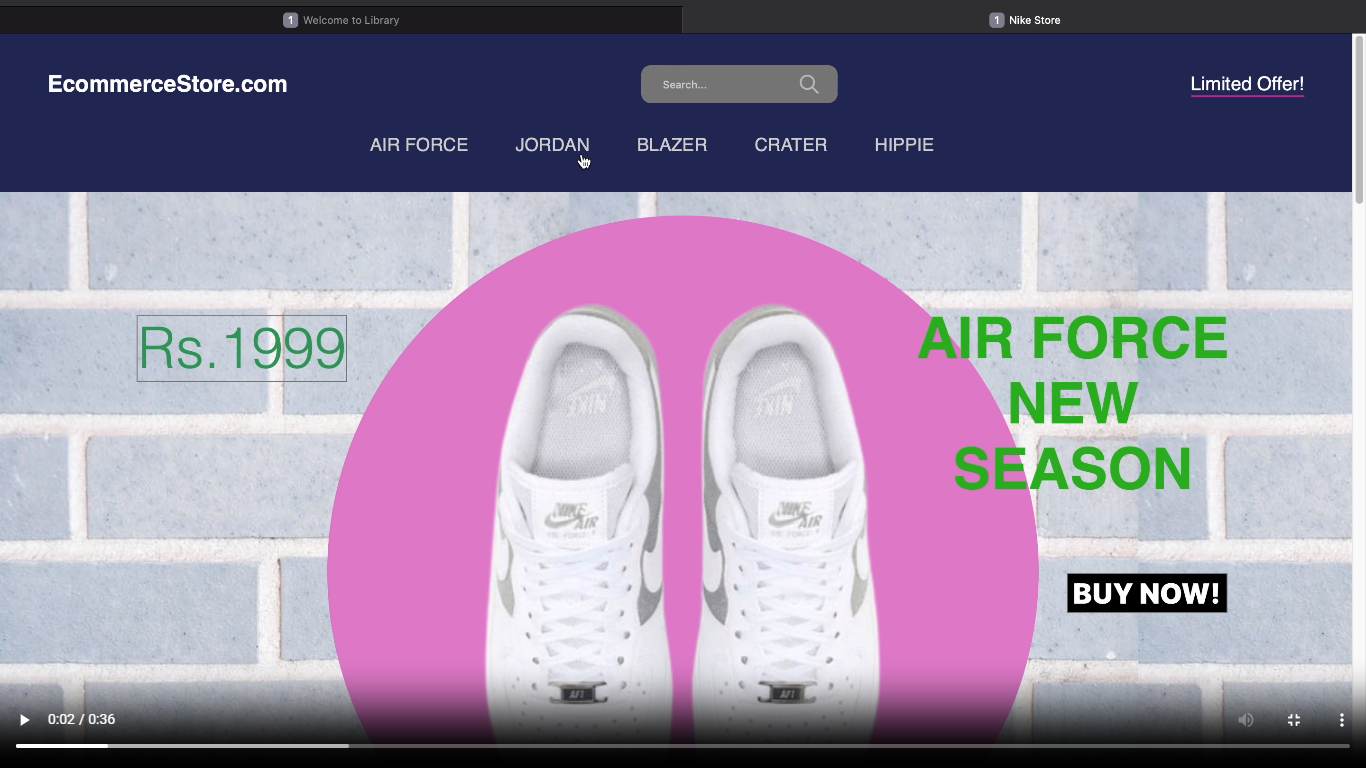 1 Welcome to Library
1 Nike Store
EcommerceStore.com
Search...
Limited Offer!
AIR FORCE JORDAN BLAZER CRATER HIPPIE
Rs.1999
AIR FORCE
NEW
SEASON
NIKE NIKE
NIKE AIR NIKE AIR
BUY NOW!
AF1 AF1
0:02 / 0:36